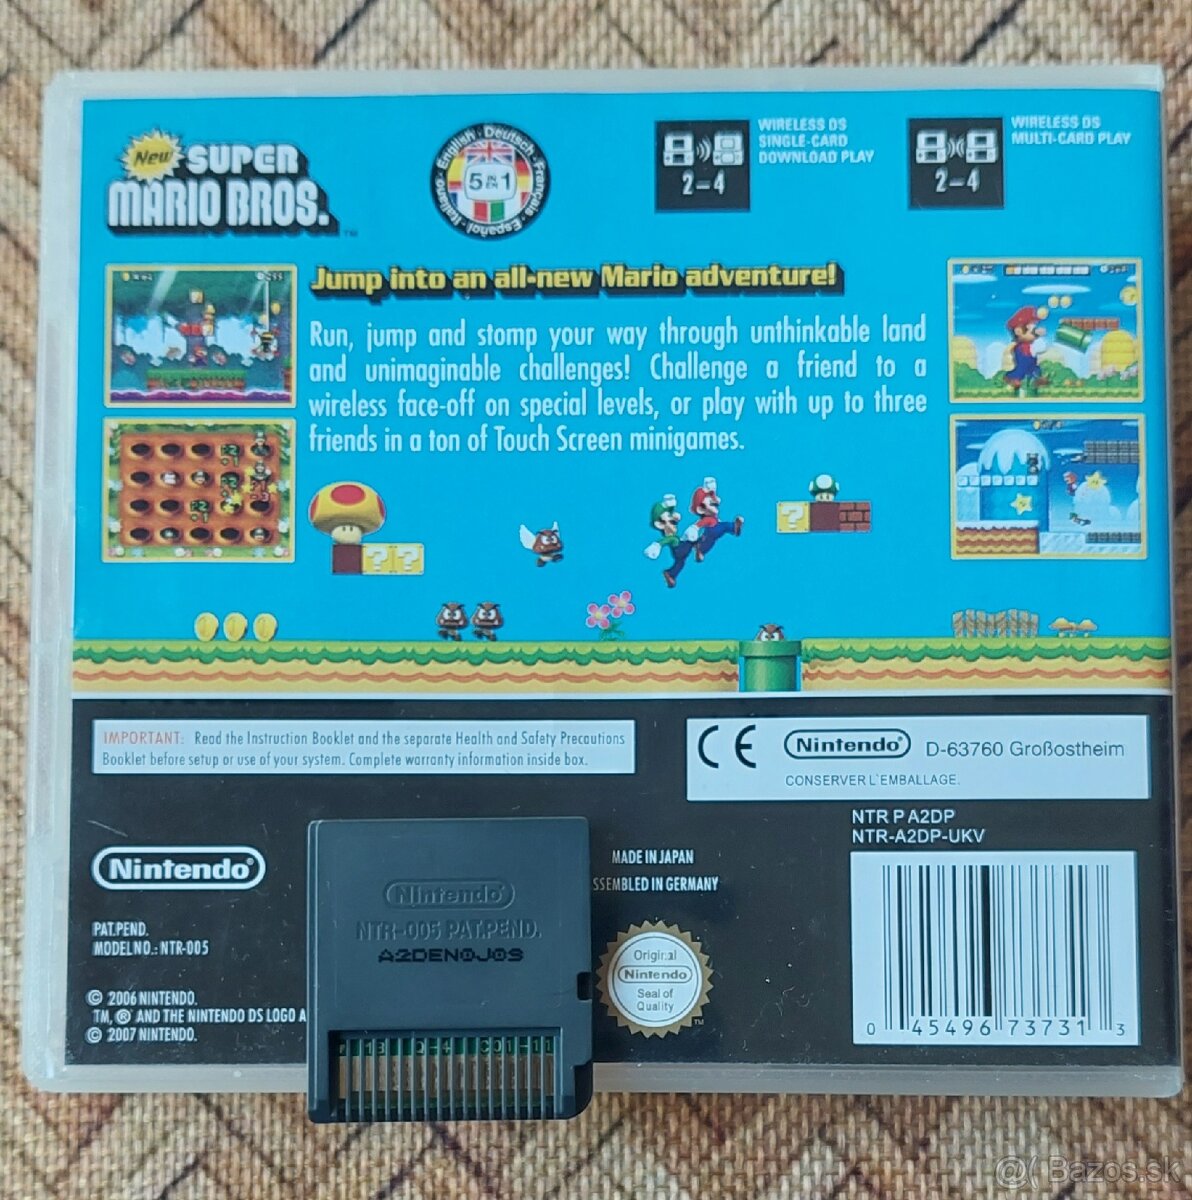 New SUPER
MARIO BROS.
TM
English · Deutsch · Français · Español · Italiano
5 IN 1
2-4
WIRELESS DS
SINGLE-CARD
DOWNLOAD PLAY
2-4
WIRELESS DS
MULTI-CARD PLAY
Jump into an all-new Mario adventure!
Run, jump and stomp your way through unthinkable land
and unimaginable challenges! Challenge a friend to a
wireless face-off on special levels, or play with up to three
friends in a ton of Touch Screen minigames.
IMPORTANT: Read the Instruction Booklet and the separate Health and Safety Precautions
Booklet before setup or use of your system. Complete warranty information inside box.
CE Nintendo® D-63760 Großostheim
CONSERVER L`EMBALLAGE.
NTR P A2DP
NTR-A2DP-UKV
Nintendo®
PAT.PEND.
MODEL NO.: NTR-005
© 2006 NINTENDO.
TM, ® AND THE NINTENDO DS LOGO A
© 2007 NINTENDO.
Nintendo®
NTR-005 PAT.PEND.
A2DEN0J0S
MADE IN JAPAN
SSEMBLED IN GERMANY
Original
Nintendo
Seal of
Quality
TM
0 45496 73731 3
@( Bazos.sk